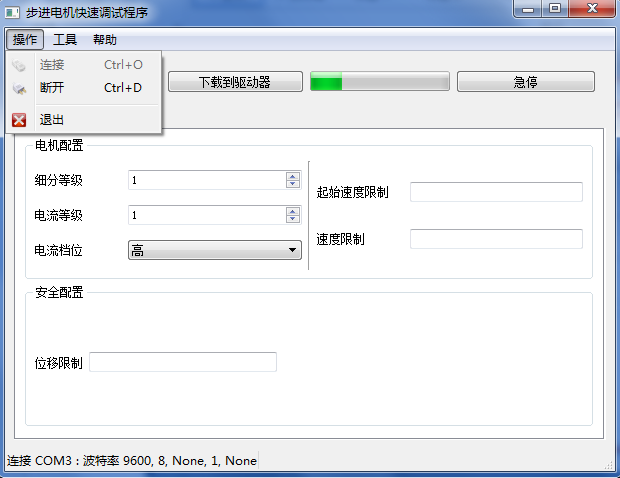 步进电机快速调试程序
操作 工具 帮助
连接 Ctrl+O
断开 Ctrl+D
退出
下载到驱动器 急停
电机配置
细分等级 1
电流等级 1
电流档位 高
起始速度限制
速度限制
安全配置
位移限制
连接 COM3 : 波特率 9600, 8, None, 1, None